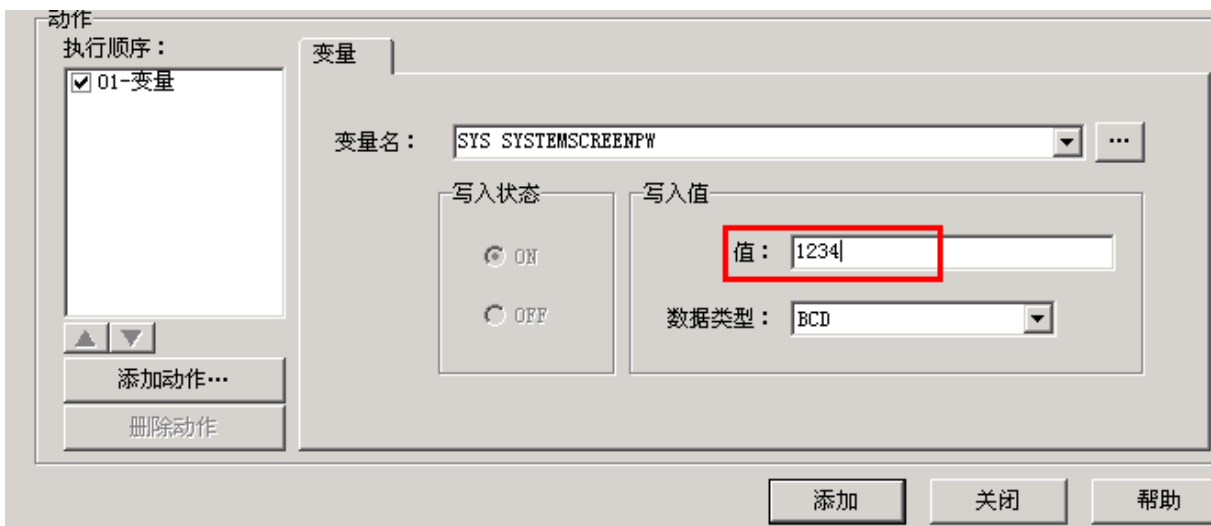 动作
执行顺序：
01-变量
变量
变量名：
SYS SYSTEMSCREENPW
...
写入状态
ON
OFF
写入值
值：
1234
数据类型：
BCD
添加动作...
删除动作
添加
关闭
帮助